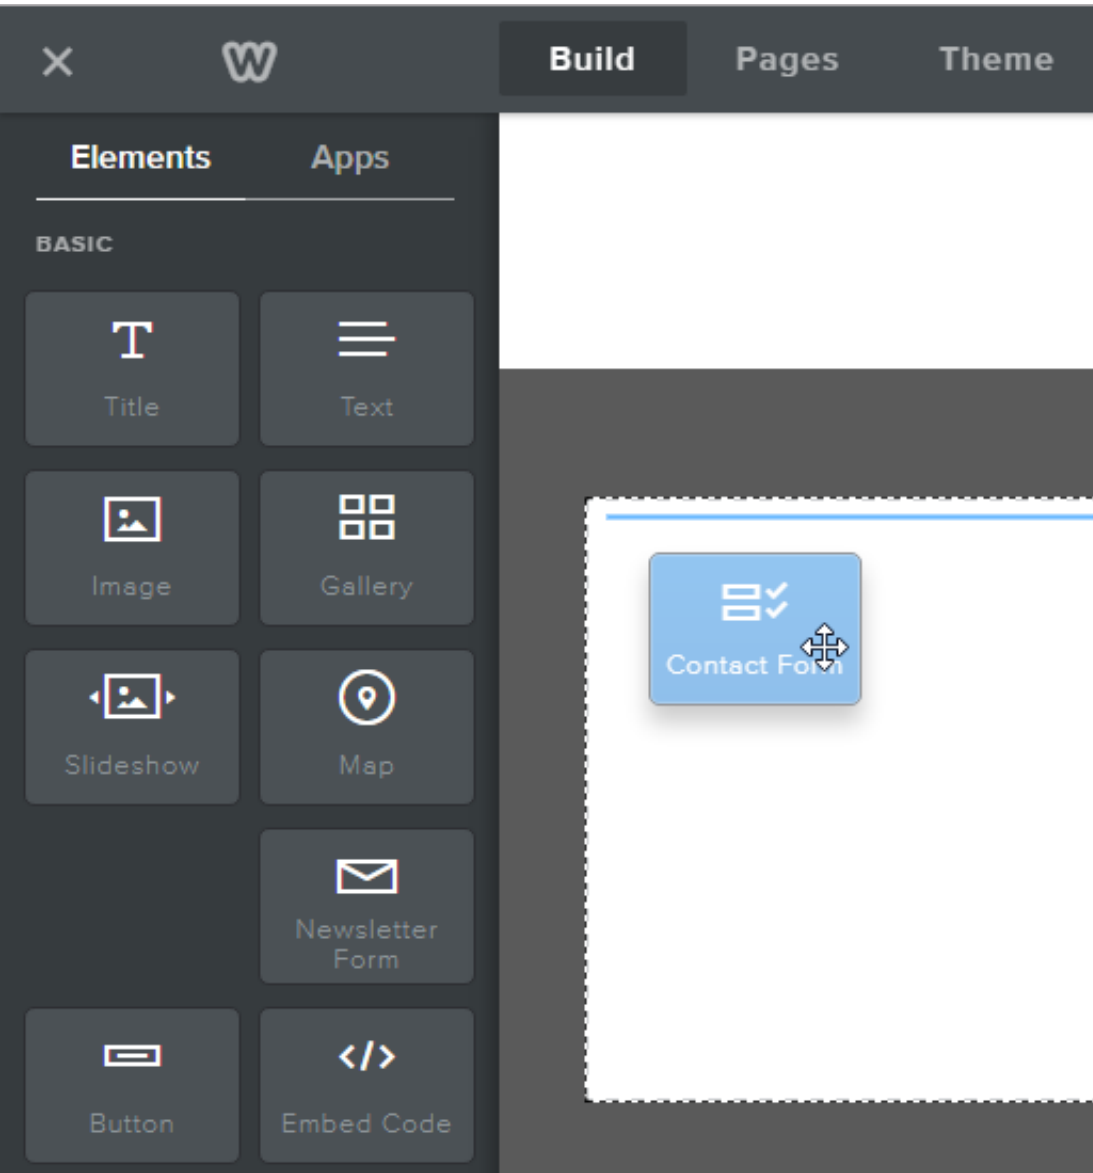 Build Pages Theme
Elements Apps
BASIC
Title Text
Image Gallery
Slideshow Map
Contact Form
Newsletter
Form
Button Embed Code